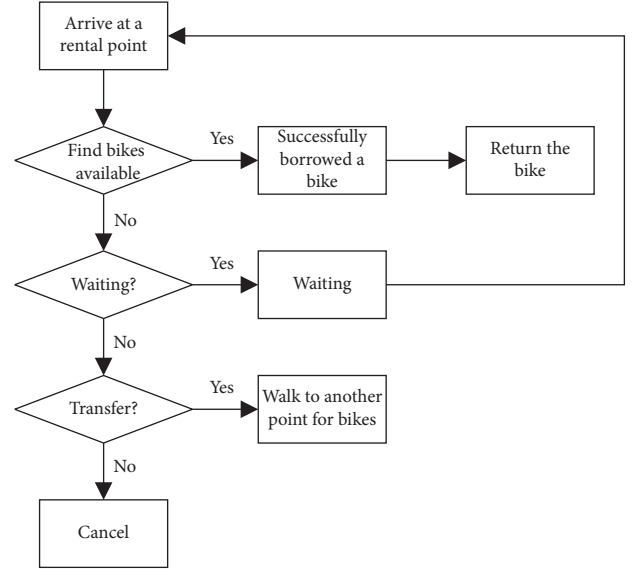 Arrive at a
rental point
Find bikes
available
Yes
Successfully
borrowed a
bike
Return the
bike
No
Waiting?
Yes
Waiting
No
Transfer?
Yes
Walk to another
point for bikes
No
Cancel